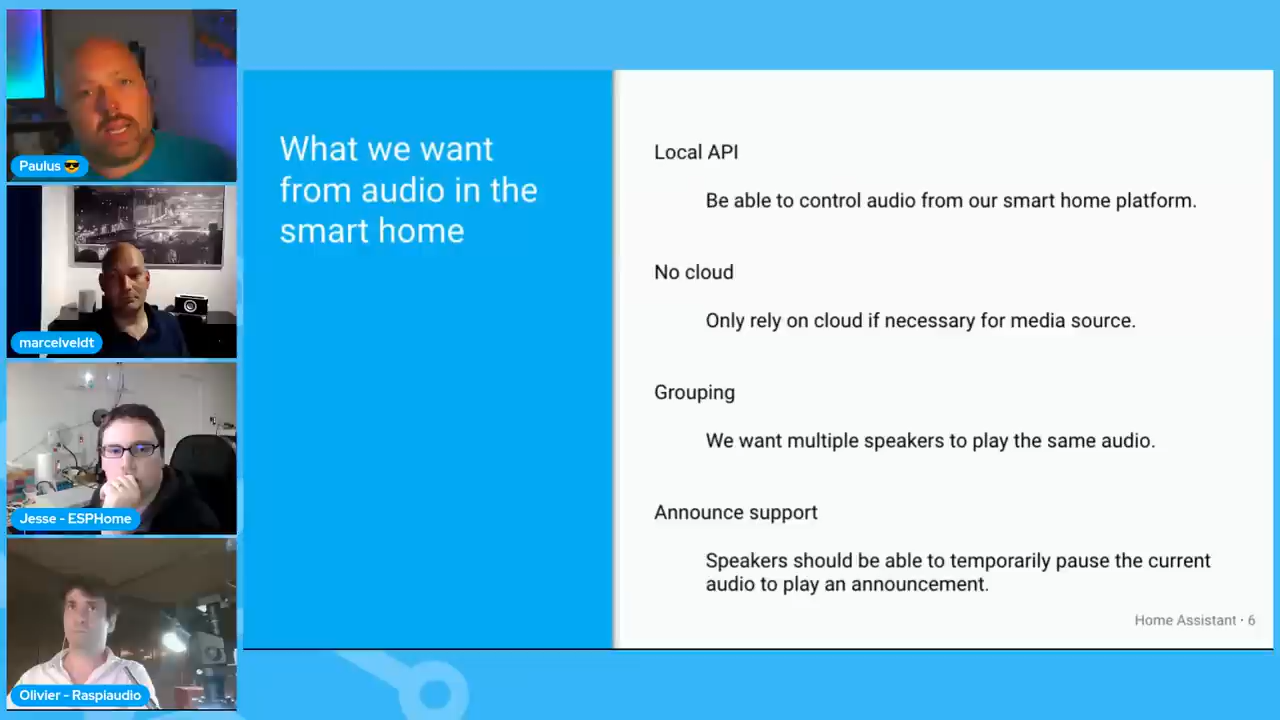 Paulus 😎
marcelveldt
Jesse - ESPHome
Olivier - Raspiaudio
What we want
from audio in the
smart home
Local API
Be able to control audio from our smart home platform.
No cloud
Only rely on cloud if necessary for media source.
Grouping
We want multiple speakers to play the same audio.
Announce support
Speakers should be able to temporarily pause the current
audio to play an announcement.
Home Assistant · 6